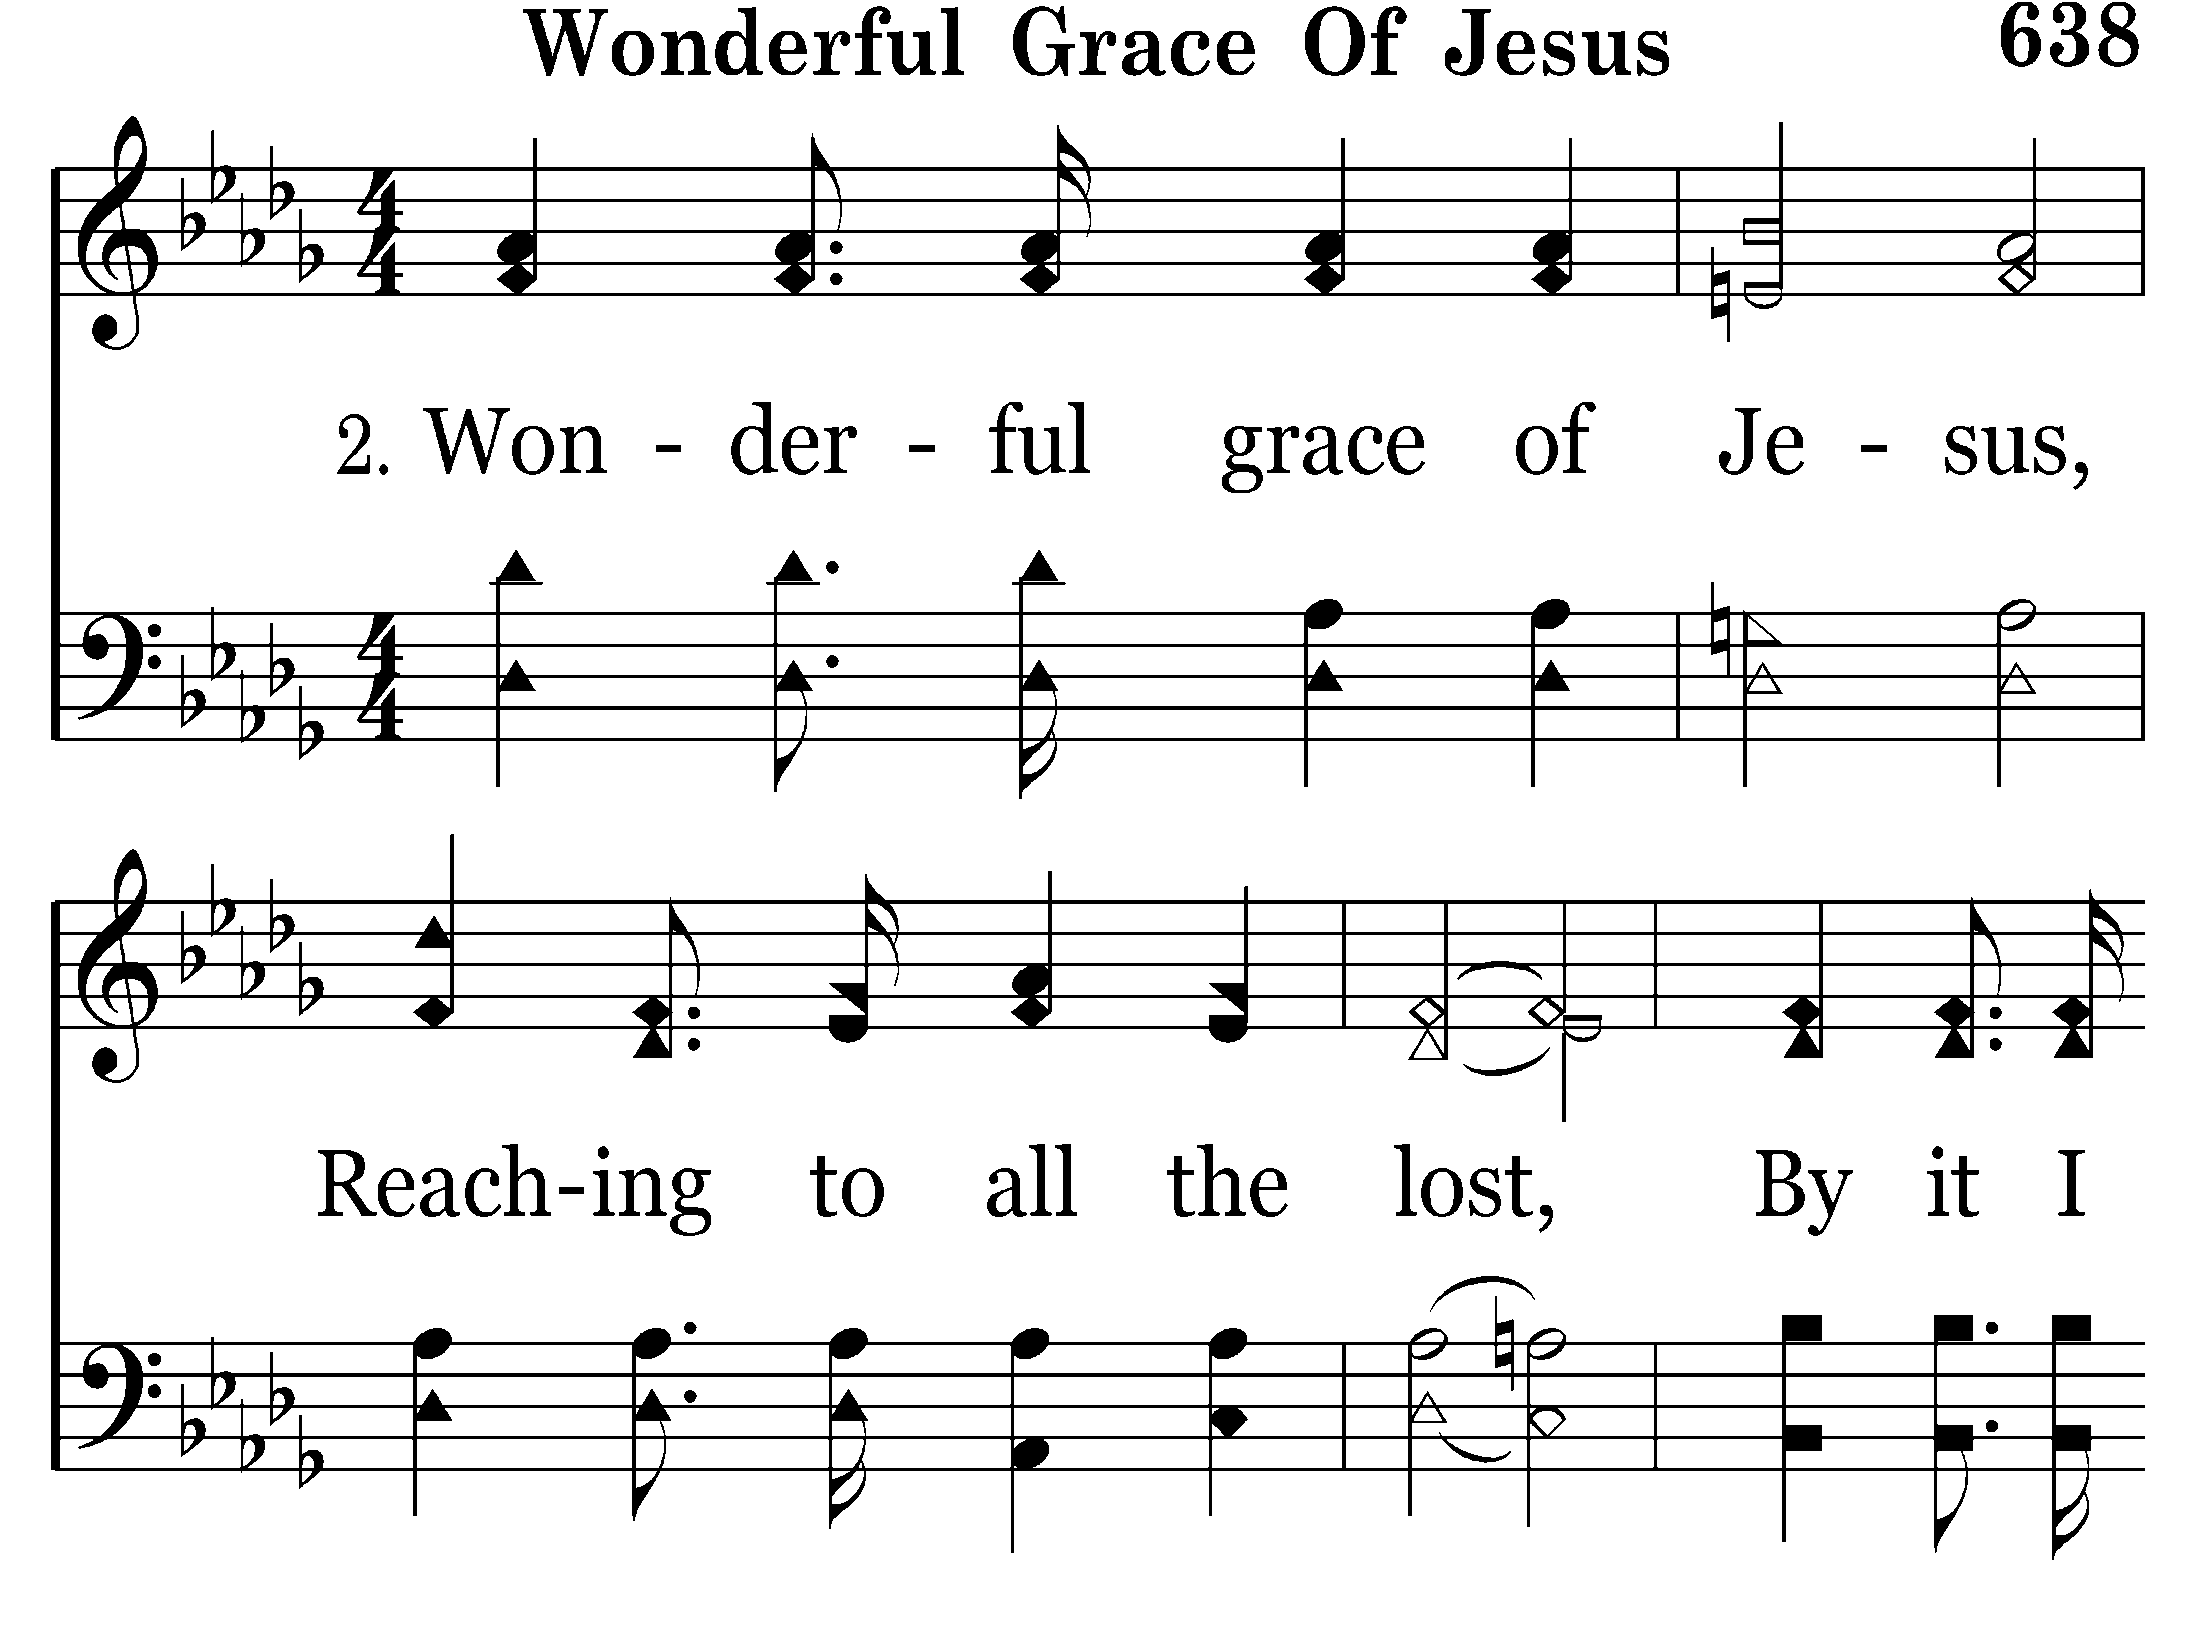 Wonderful Grace Of Jesus 638
2. Won - der - ful grace of Je - sus,
Reach-ing to all the lost, By it I